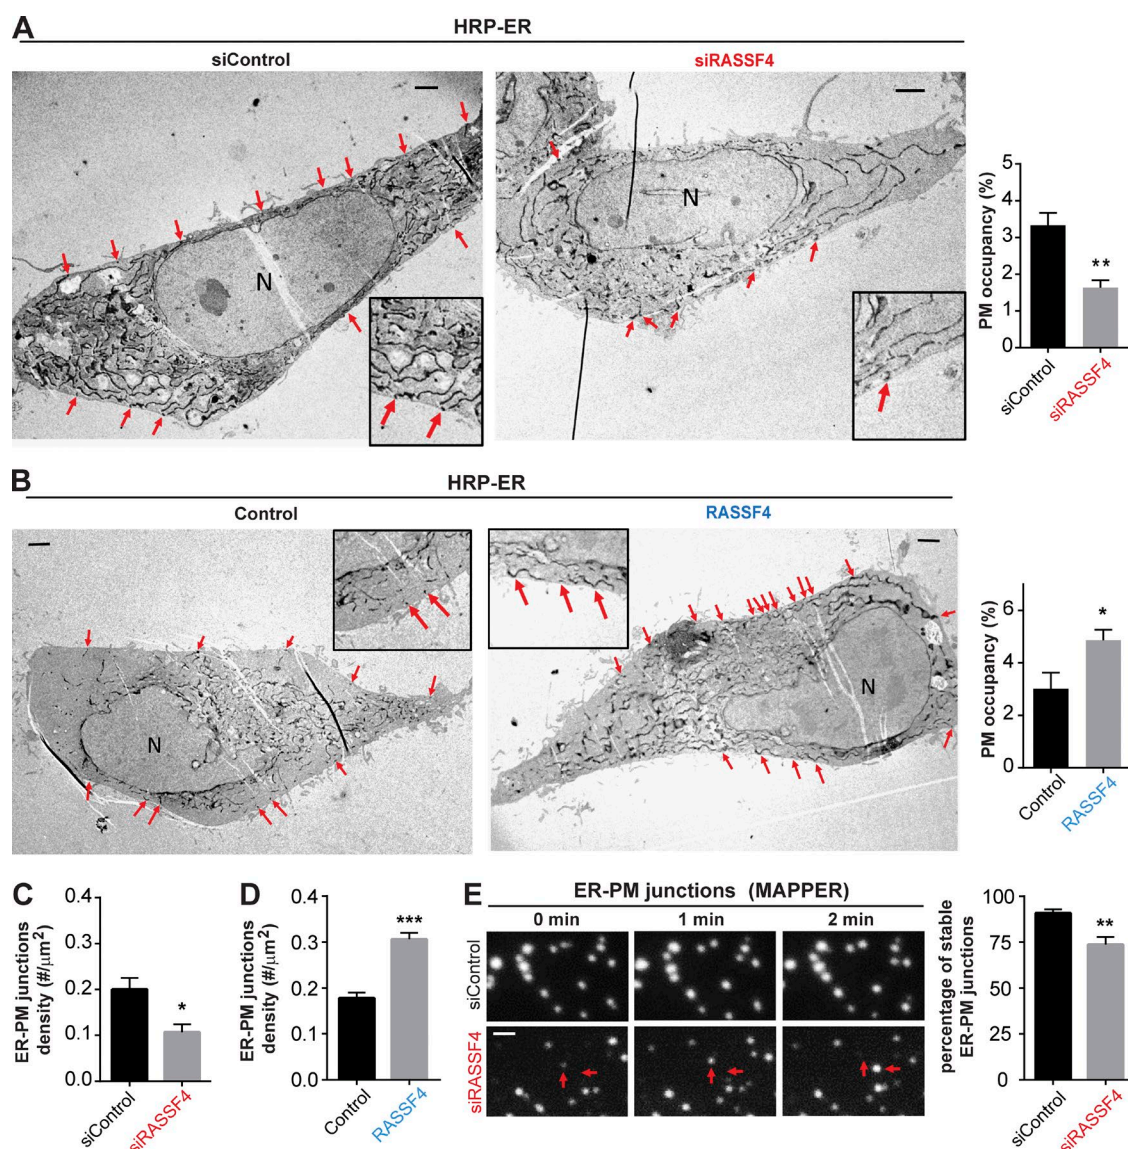 A
HRP-ER
siControl
siRASSF4
N
N
PM occupancy (%)
5
4
3
2
1
0
**
siControl
siRASSF4
B
HRP-ER
Control
RASSF4
N
N
PM occupancy (%)
6
4
2
0
*
Control
RASSF4
C
ER-PM junctions
density (#/μm2)
0.4
0.3
0.2
0.1
0.0
*
siControl
siRASSF4
D
ER-PM junctions
density (#/μm2)
0.4
0.3
0.2
0.1
0.0
***
Control
RASSF4
E
ER-PM junctions (MAPPER)
0 min
1 min
2 min
siControl
siRASSF4
percentage of stable
ER-PM junctions
100
75
50
25
0
**
siControl
siRASSF4